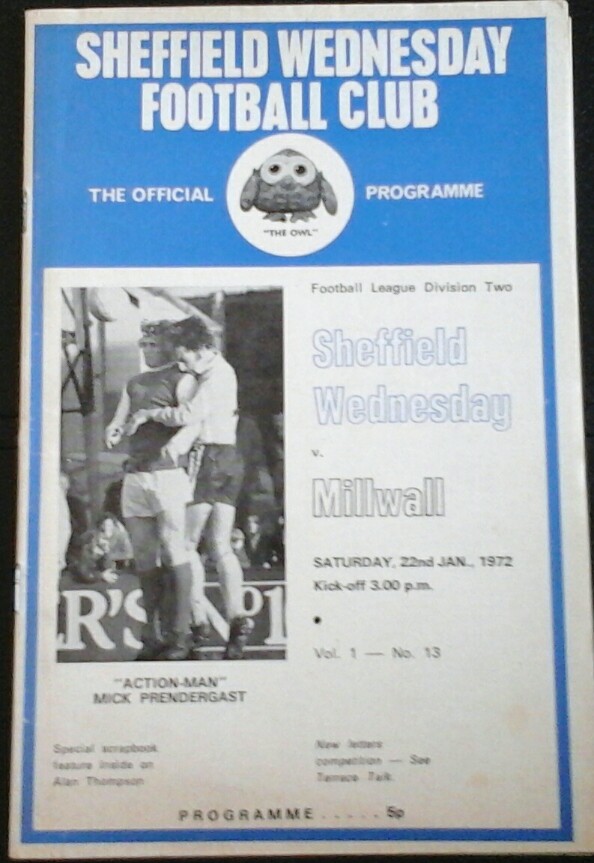 SHEFFIELD WEDNESDAY
FOOTBALL CLUB
THE OFFICIAL PROGRAMME
"THE OWL"
Football League Division Two
Sheffield
Wednesday
v.
Millwall
SATURDAY, 22nd JAN., 1972
Kick-off 3.00 p.m.
Vol. 1 — No. 13
R'S Nº1
"ACTION-MAN"
MICK PRENDERGAST
Special scrapbook
feature inside on
Alan Thompson
New letters
competition — See
Terrace Talk.
PROGRAMME . . . . . 5p